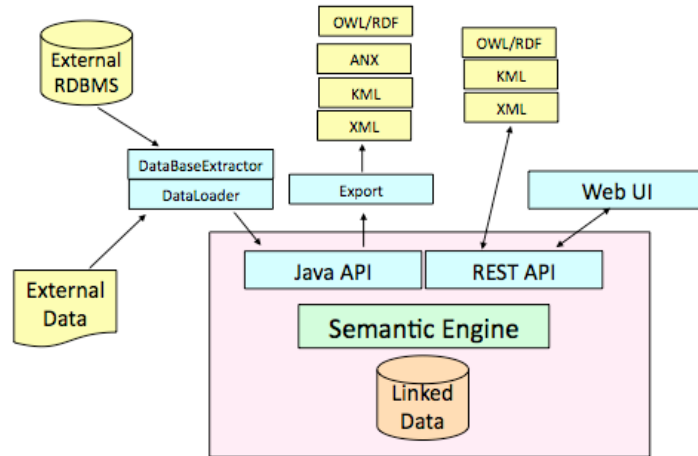 External
RDBMS
OWL/RDF
ANX
KML
XML
OWL/RDF
KML
XML
DataBaseExtractor
DataLoader
Export
Web UI
External
Data
Java API
REST API
Semantic Engine
Linked
Data